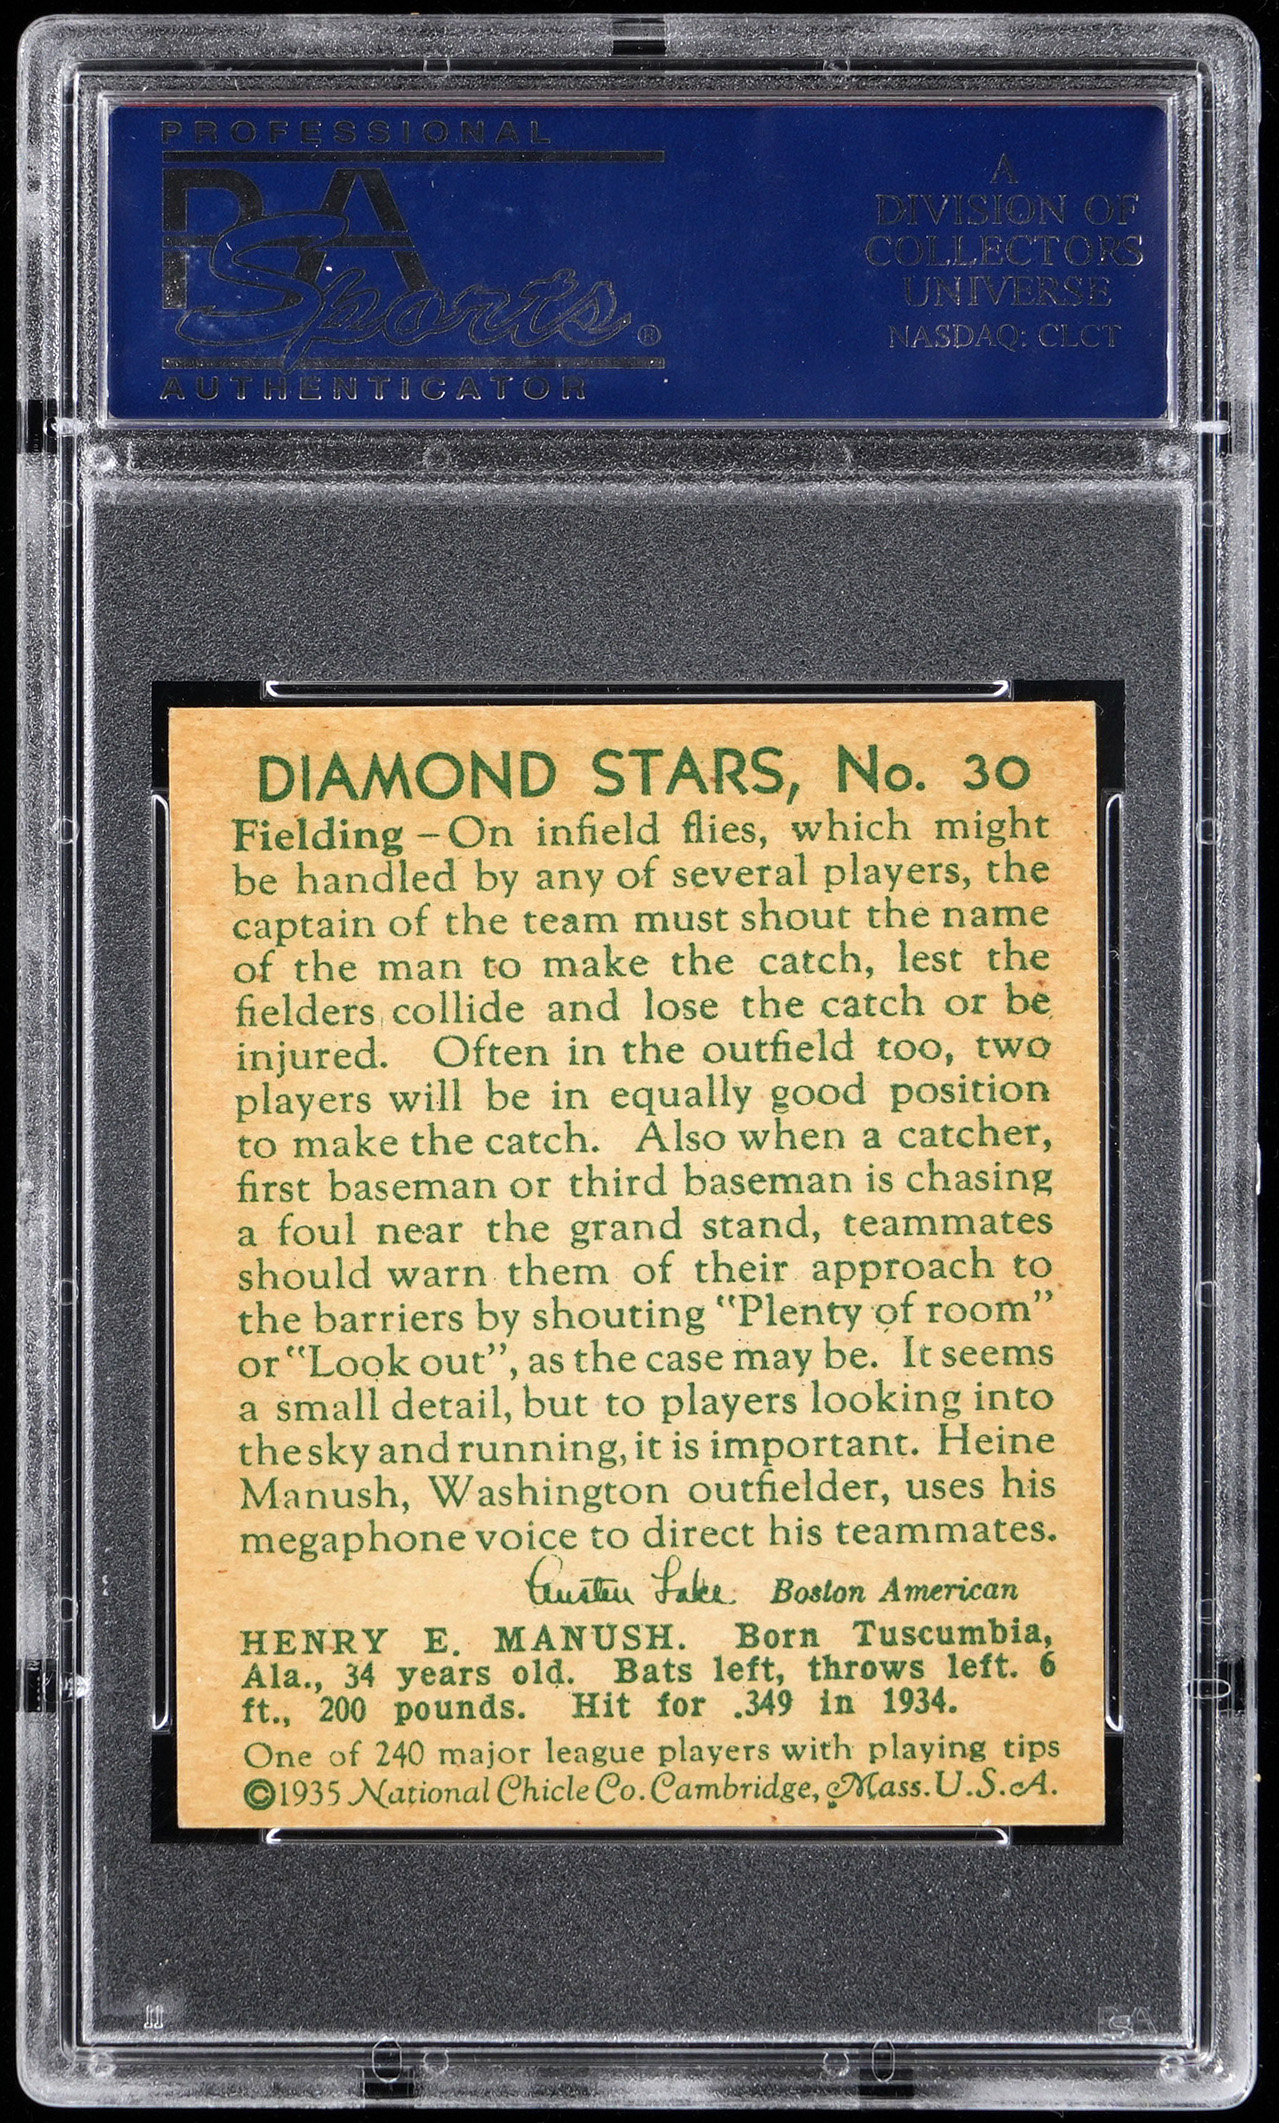 PROFESSIONAL
PSA
Sports®
AUTHENTICATOR
A
DIVISION OF
COLLECTORS
UNIVERSE
NASDAQ: CLCT
DIAMOND STARS, No. 30
Fielding – On infield flies, which might
be handled by any of several players, the
captain of the team must shout the name
of the man to make the catch, lest the
fielders collide and lose the catch or be
injured. Often in the outfield too, two
players will be in equally good position
to make the catch. Also when a catcher,
first baseman or third baseman is chasing
a foul near the grand stand, teammates
should warn them of their approach to
the barriers by shouting "Plenty of room"
or "Look out", as the case may be. It seems
a small detail, but to players looking into
the sky and running, it is important. Heine
Manush, Washington outfielder, uses his
megaphone voice to direct his teammates.
Austen Lake Boston American
HENRY E. MANUSH. Born Tuscumbia,
Ala., 34 years old. Bats left, throws left. 6
ft., 200 pounds. Hit for .349 in 1934.
One of 240 major league players with playing tips
©1935 National Chicle Co. Cambridge, Mass. U.S.A.
11
PSA